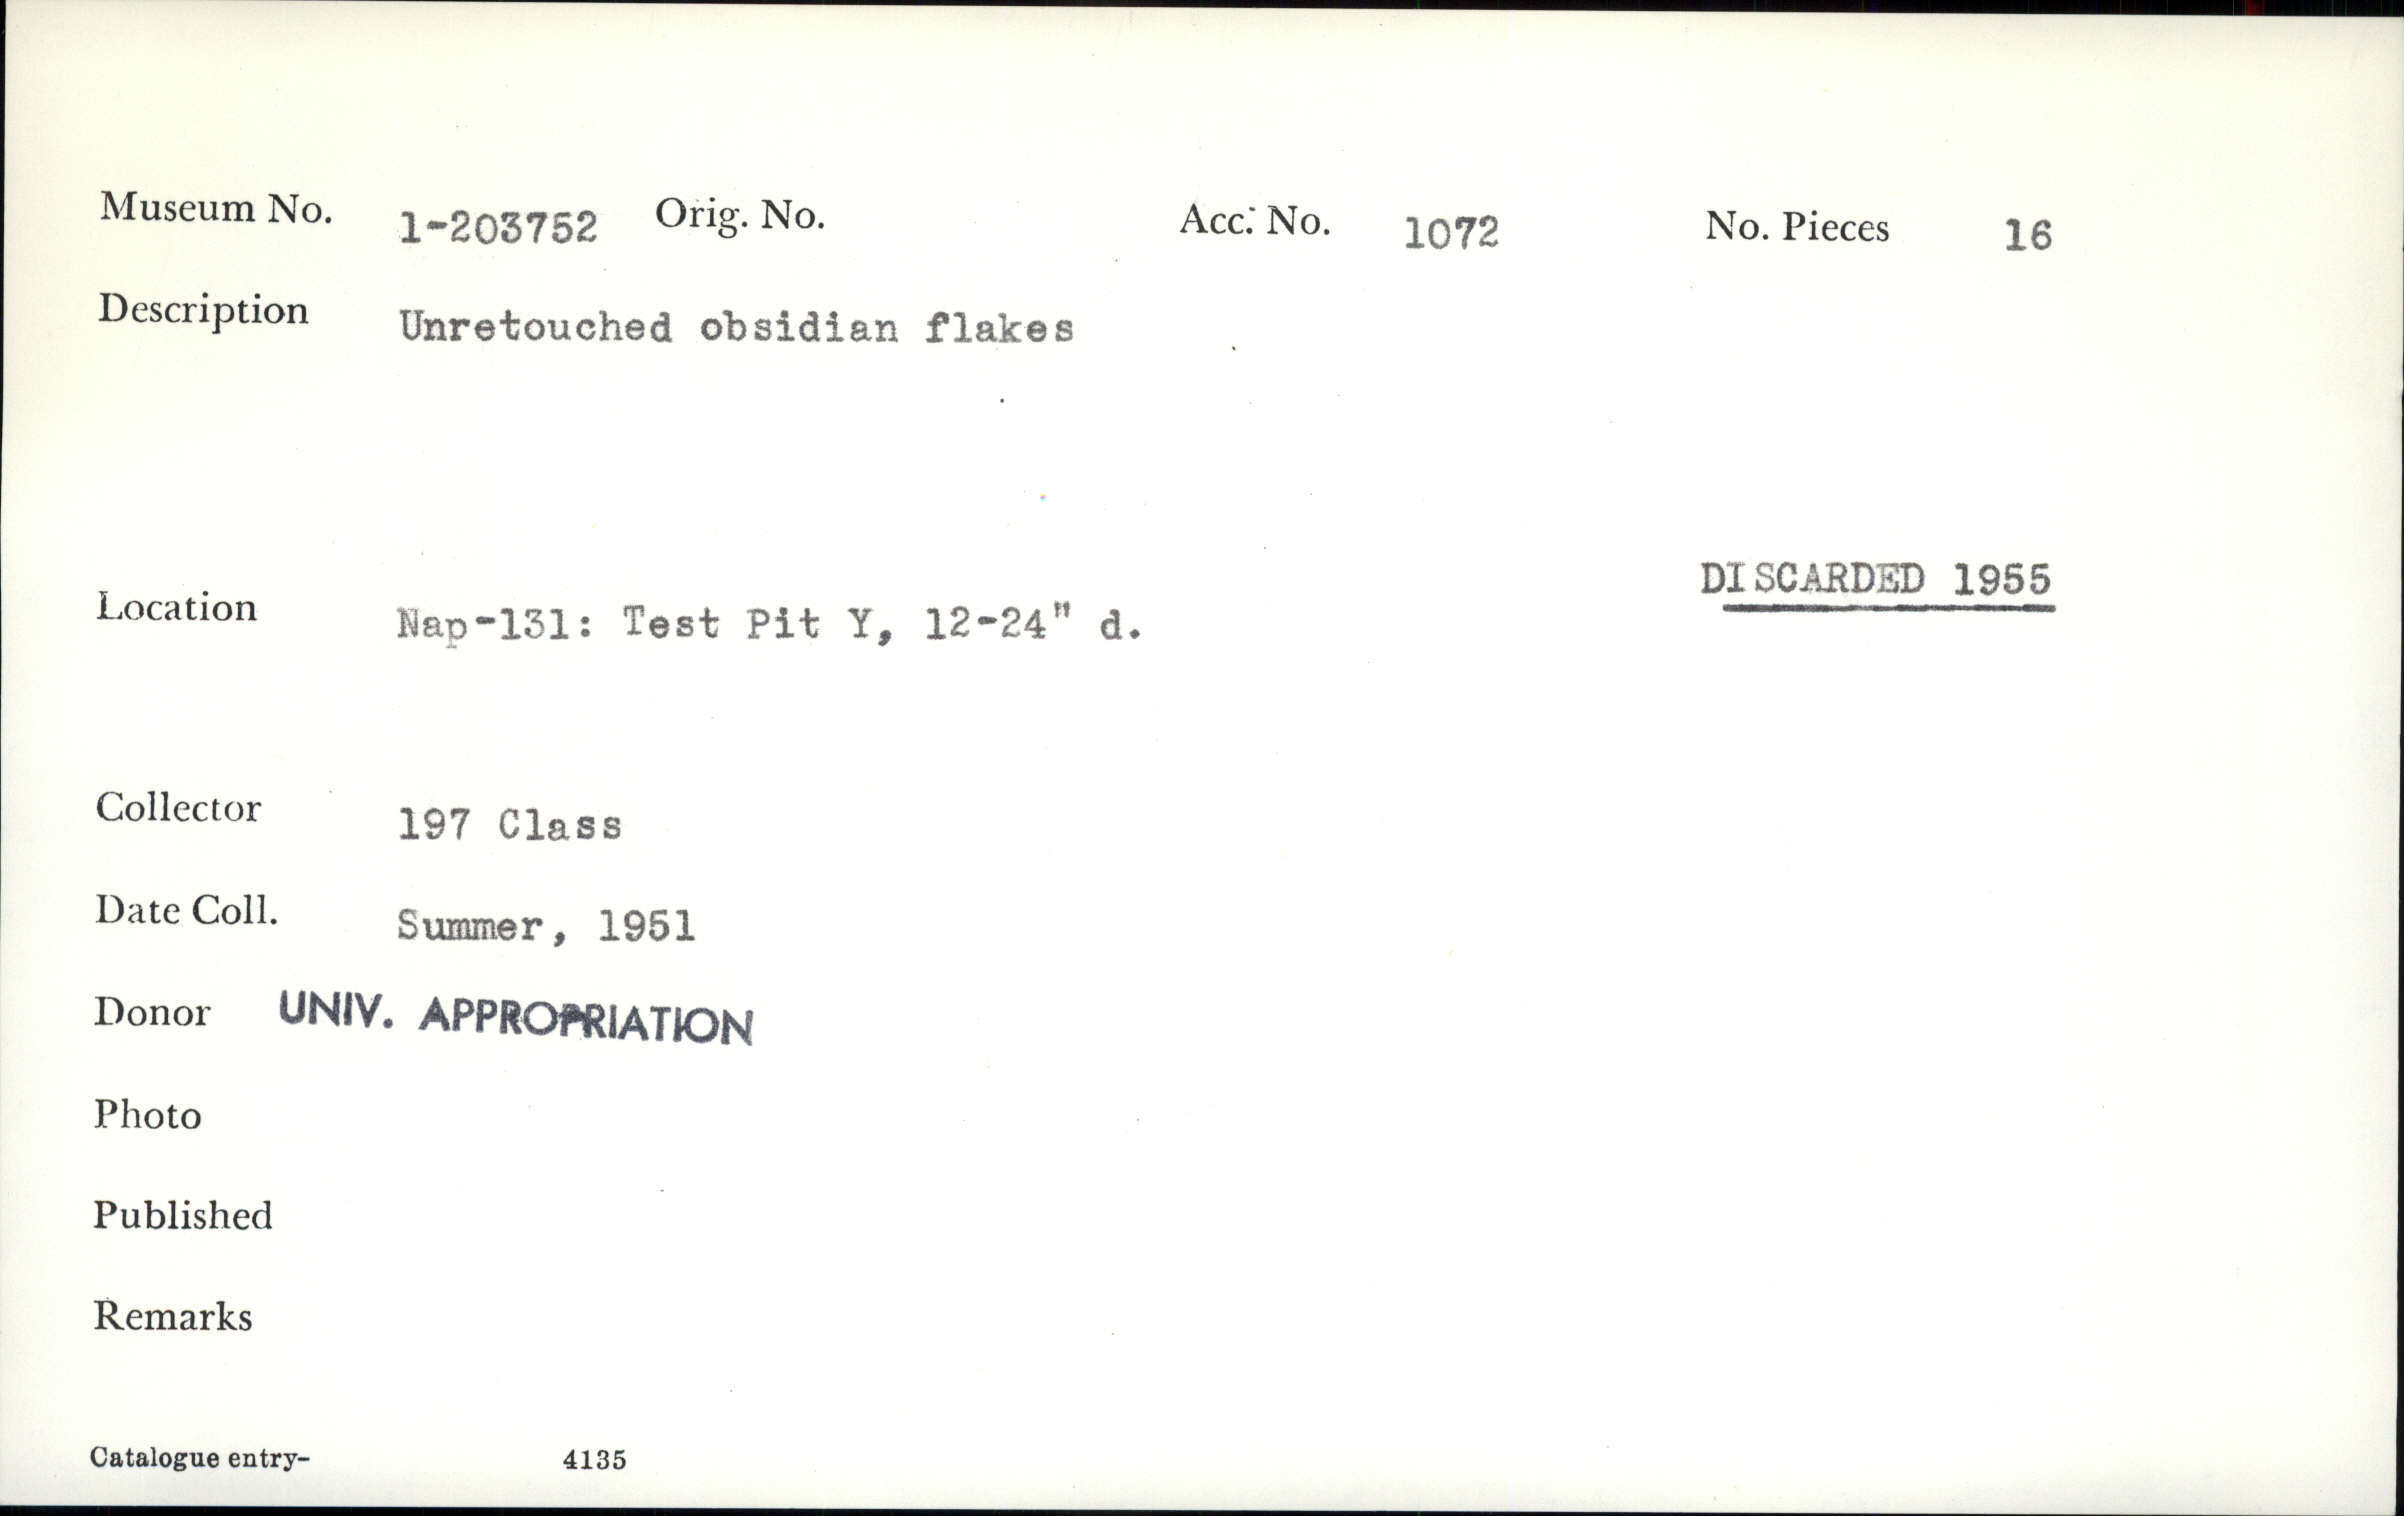 Museum No. 1-203752 Orig. No. Acc. No. 1072 No. Pieces 16
Description Unretouched obsidian flakes
DISCARDED 1955
Location Nap-131: Test Pit Y, 12-24" d.
Collector 197 Class
Date Coll. Summer, 1951
Donor UNIV. APPROPRIATION
Photo
Published
Remarks
Catalogue entry- 4135